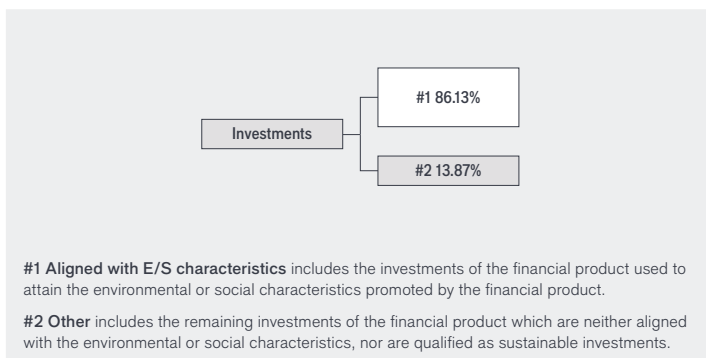 #1 86.13%
Investments
#2 13.87%
#1 Aligned with E/S characteristics includes the investments of the financial product used to
attain the environmental or social characteristics promoted by the financial product.
#2 Other includes the remaining investments of the financial product which are neither aligned
with the environmental or social characteristics, nor are qualified as sustainable investments.